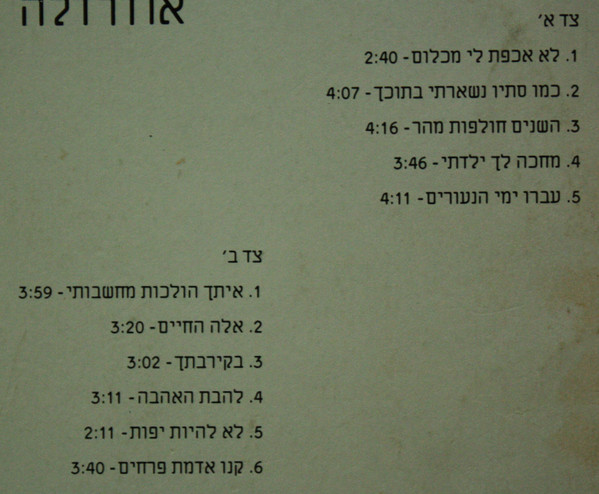 צד א׳
1. לא אכפת לי מכלום - 2:40
2. כמו סתיו נשארתי בתוכך - 4:07
3. השנים חולפות מהר - 4:16
4. מחכה לך ילדתי - 3:46
5. עברו ימי הנעורים - 4:11
צד ב׳
1. איתך הולכות מחשבותי - 3:59
2. אלה החיים - 3:20
3. בקירבתך - 3:02
4. להבת האהבה - 3:11
5. לא להיות יפות - 2:11
6. קנו אדמת פרחים - 3:40